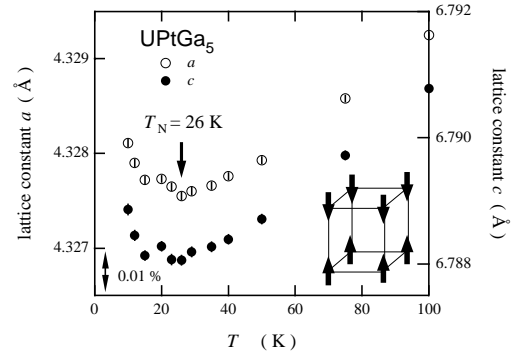 UPtGa5
a
c
TN = 26 K
0.01 %
4.329
4.328
4.327
6.792
6.790
6.788
0
20
40
60
80
100
lattice constant a ( Å )
lattice constant c ( Å )
T ( K )